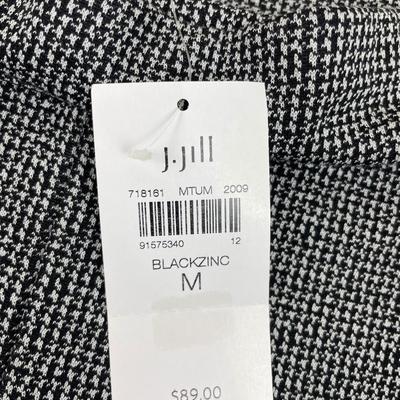 J.Jill
718161 MTUM 2009
91575340 12
BLACKZINC
M
$89.00